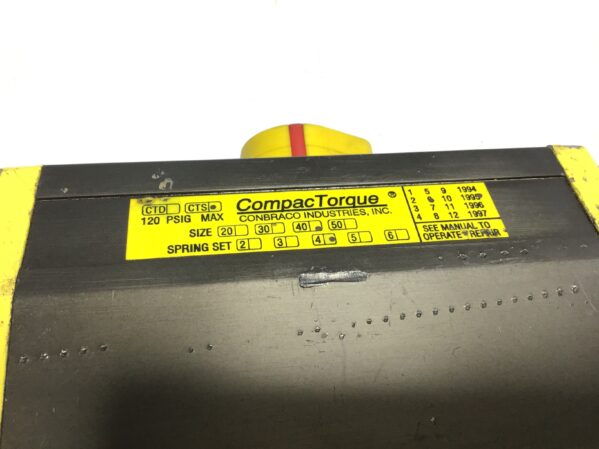 CTD CTS CompacTorque®
120 PSIG MAX CONBRACO INDUSTRIES, INC.
SIZE 20 30 40 50
SPRING SET 2 3 4 5 6
1 5 9 1994
2 6 10 1995
3 7 11 1996
4 8 12 1997
SEE MANUAL TO
OPERATE REPAIR